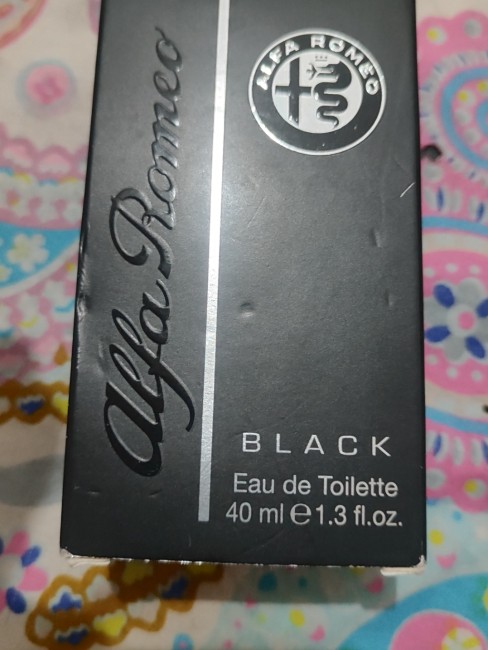 Alfa Romeo
ALFA ROMEO
BLACK
Eau de Toilette
40 ml ℮ 1.3 fl.oz.